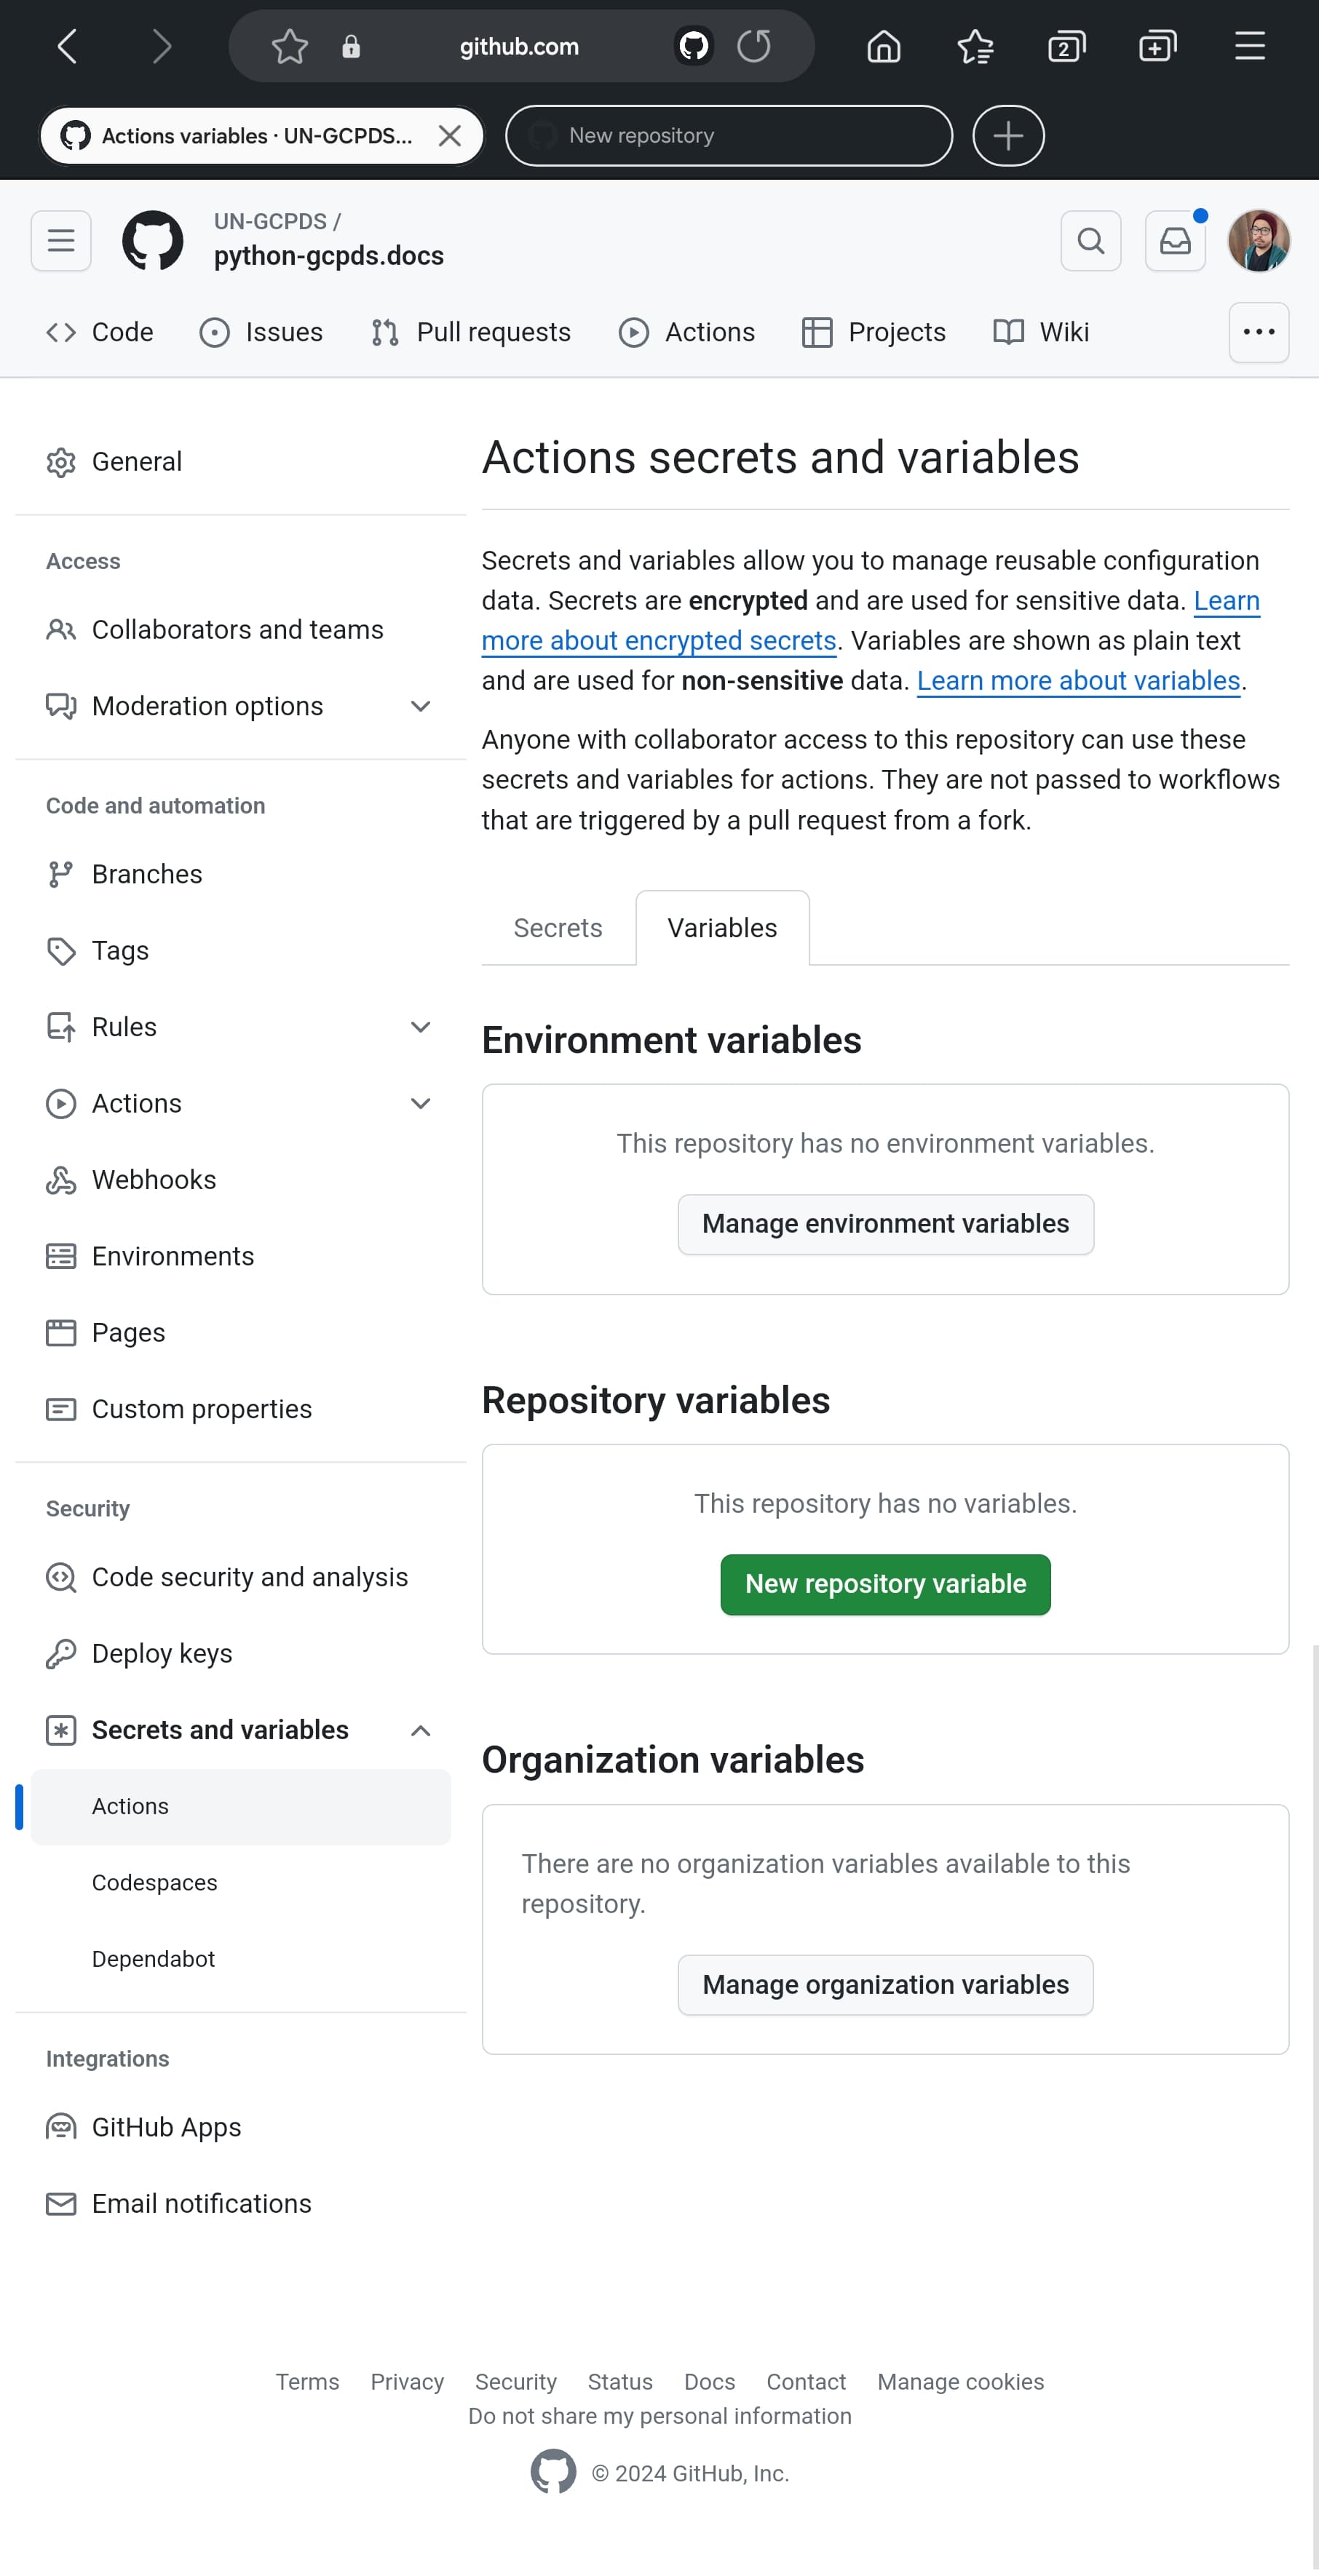 github.com
2
Actions variables · UN-GCPDS...
New repository
UN-GCPDS /
python-gcpds.docs
Code
Issues
Pull requests
Actions
Projects
Wiki
General
Access
Collaborators and teams
Moderation options
Code and automation
Branches
Tags
Rules
Actions
Webhooks
Environments
Pages
Custom properties
Security
Code security and analysis
Deploy keys
Secrets and variables
Actions
Codespaces
Dependabot
Integrations
GitHub Apps
Email notifications
Actions secrets and variables
Secrets and variables allow you to manage reusable configuration
data. Secrets are encrypted and are used for sensitive data. Learn
more about encrypted secrets. Variables are shown as plain text
and are used for non-sensitive data. Learn more about variables.
Anyone with collaborator access to this repository can use these
secrets and variables for actions. They are not passed to workflows
that are triggered by a pull request from a fork.
Secrets
Variables
Environment variables
This repository has no environment variables.
Manage environment variables
Repository variables
This repository has no variables.
New repository variable
Organization variables
There are no organization variables available to this
repository.
Manage organization variables
Terms
Privacy
Security
Status
Docs
Contact
Manage cookies
Do not share my personal information
© 2024 GitHub, Inc.